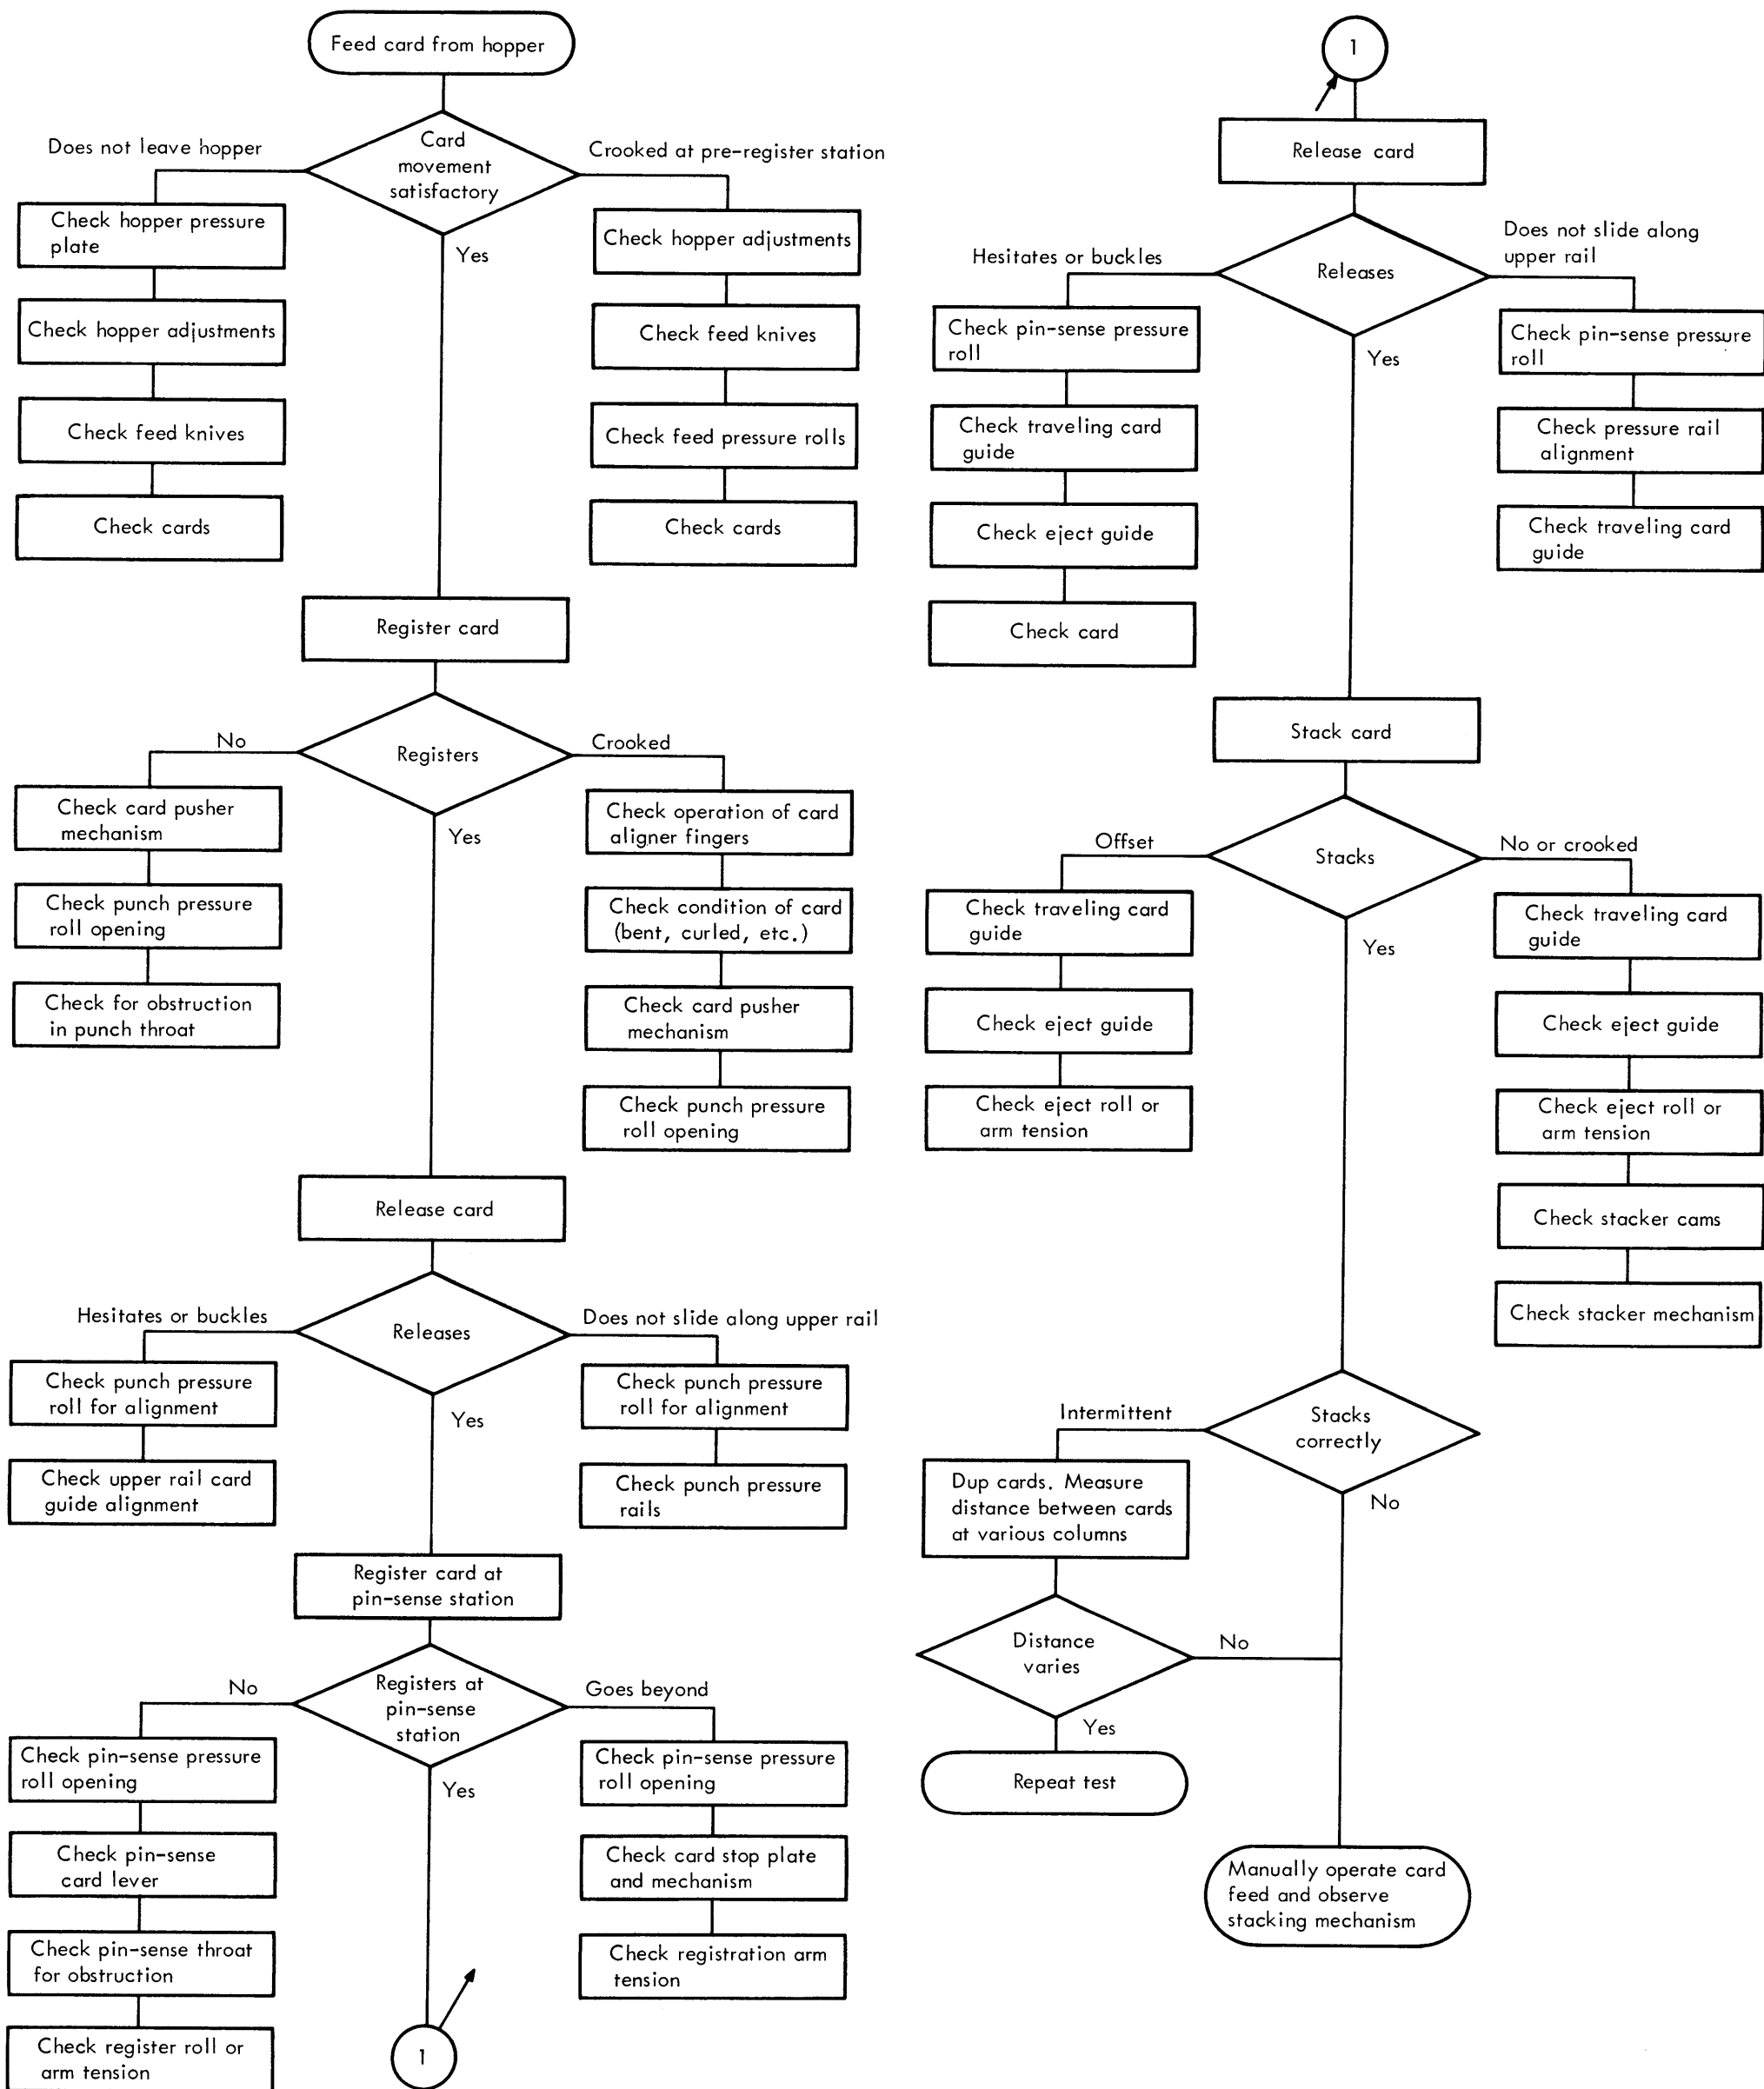 Feed card from hopper
Card
movement
satisfactory
Does not leave hopper
Crooked at pre-register station
Yes
Check hopper pressure
plate
Check hopper adjustments
Check feed knives
Check cards
Check hopper adjustments
Check feed knives
Check feed pressure rolls
Check cards
Register card
Registers
No
Crooked
Yes
Check card pusher
mechanism
Check punch pressure
roll opening
Check for obstruction
in punch throat
Check operation of card
aligner fingers
Check condition of card
(bent, curled, etc.)
Check card pusher
mechanism
Check punch pressure
roll opening
Release card
Releases
Hesitates or buckles
Does not slide along upper rail
Yes
Check punch pressure
roll for alignment
Check upper rail card
guide alignment
Check punch pressure
roll for alignment
Check punch pressure
rails
Register card at
pin-sense station
Registers at
pin-sense
station
No
Goes beyond
Yes
Check pin-sense pressure
roll opening
Check pin-sense
card lever
Check pin-sense throat
for obstruction
Check register roll or
arm tension
Check pin-sense pressure
roll opening
Check card stop plate
and mechanism
Check registration arm
tension
1
1
Release card
Releases
Hesitates or buckles
Does not slide along
upper rail
Yes
Check pin-sense pressure
roll
Check traveling card
guide
Check eject guide
Check card
Check pin-sense pressure
roll
Check pressure rail
alignment
Check traveling card
guide
Stack card
Stacks
Offset
No or crooked
Yes
Check traveling card
guide
Check eject guide
Check eject roll or
arm tension
Check traveling card
guide
Check eject guide
Check eject roll or
arm tension
Check stacker cams
Check stacker mechanism
Stacks
correctly
Intermittent
No
Dup cards. Measure
distance between cards
at various columns
Distance
varies
No
Yes
Repeat test
Manually operate card
feed and observe
stacking mechanism